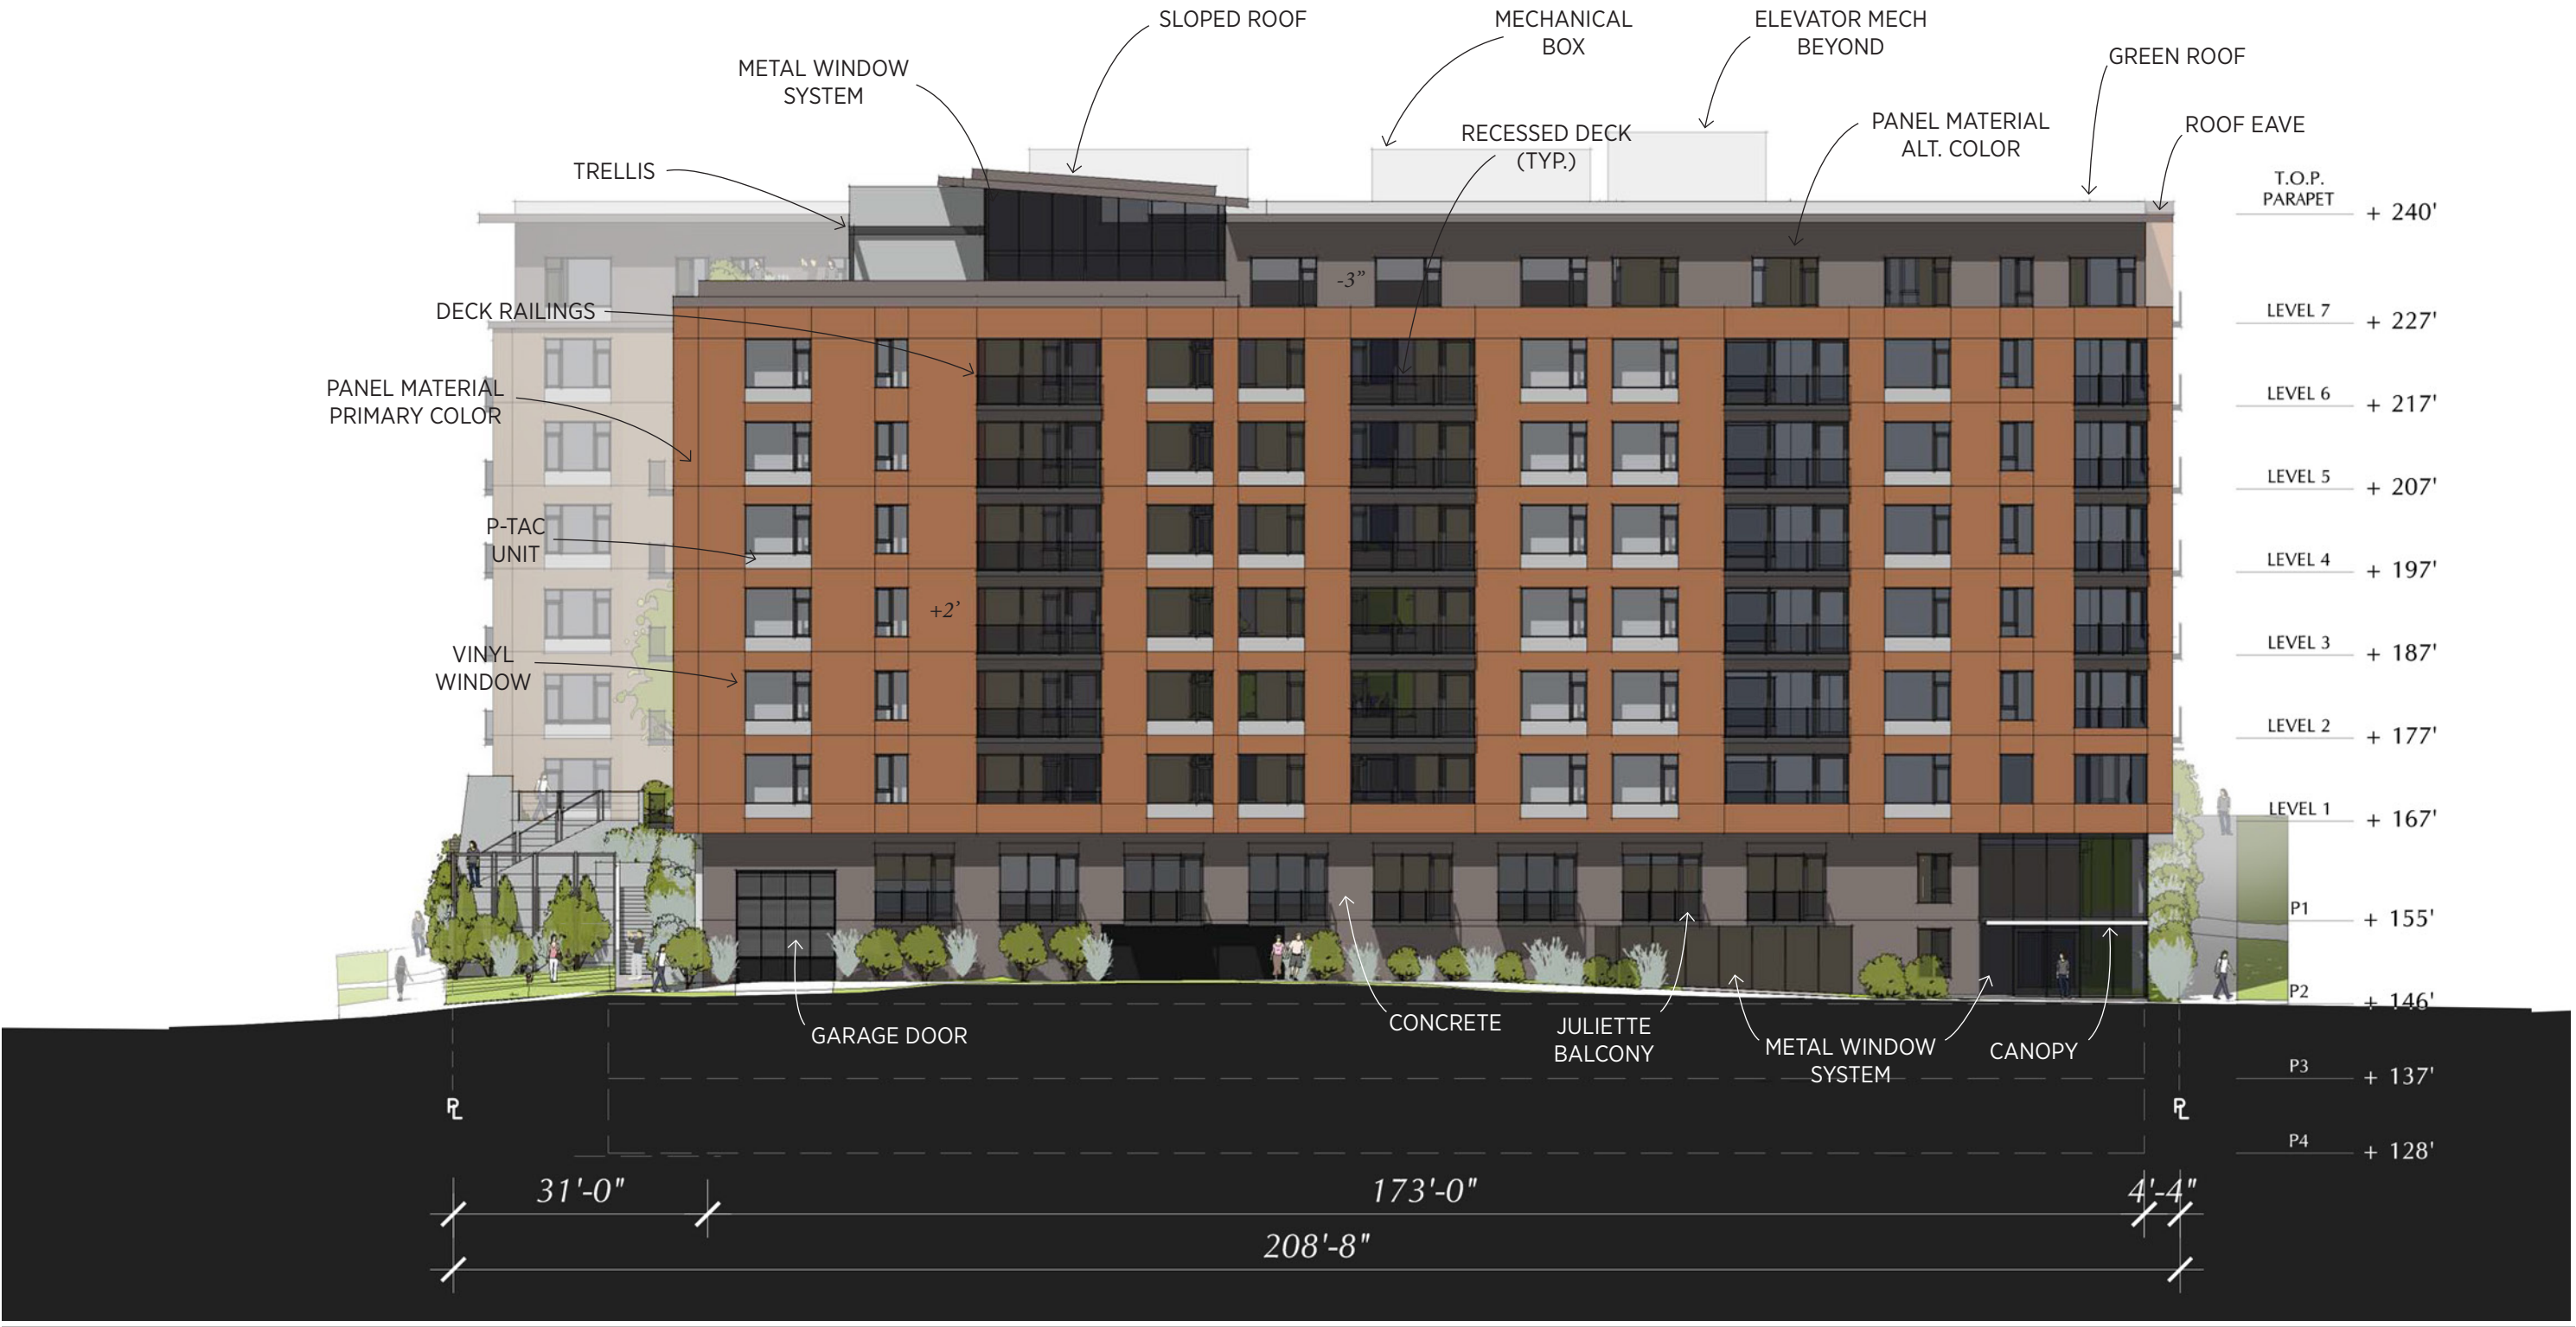 SLOPED ROOF
MECHANICAL
BOX
ELEVATOR MECH
BEYOND
GREEN ROOF
METAL WINDOW
SYSTEM
RECESSED DECK
(TYP.)
PANEL MATERIAL
ALT. COLOR
ROOF EAVE
TRELLIS
T.O.P.
PARAPET
+ 240'
-3"
DECK RAILINGS
LEVEL 7
+ 227'
PANEL MATERIAL
PRIMARY COLOR
LEVEL 6
+ 217'
LEVEL 5
+ 207'
P-TAC
UNIT
LEVEL 4
+ 197'
+2'
LEVEL 3
+ 187'
VINYL
WINDOW
LEVEL 2
+ 177'
LEVEL 1
+ 167'
P1
+ 155'
P2
+ 146'
GARAGE DOOR
CONCRETE
JULIETTE
BALCONY
METAL WINDOW
SYSTEM
CANOPY
P3
+ 137'
PL
PL
P4
+ 128'
31'-0"
173'-0"
4'-4"
208'-8"